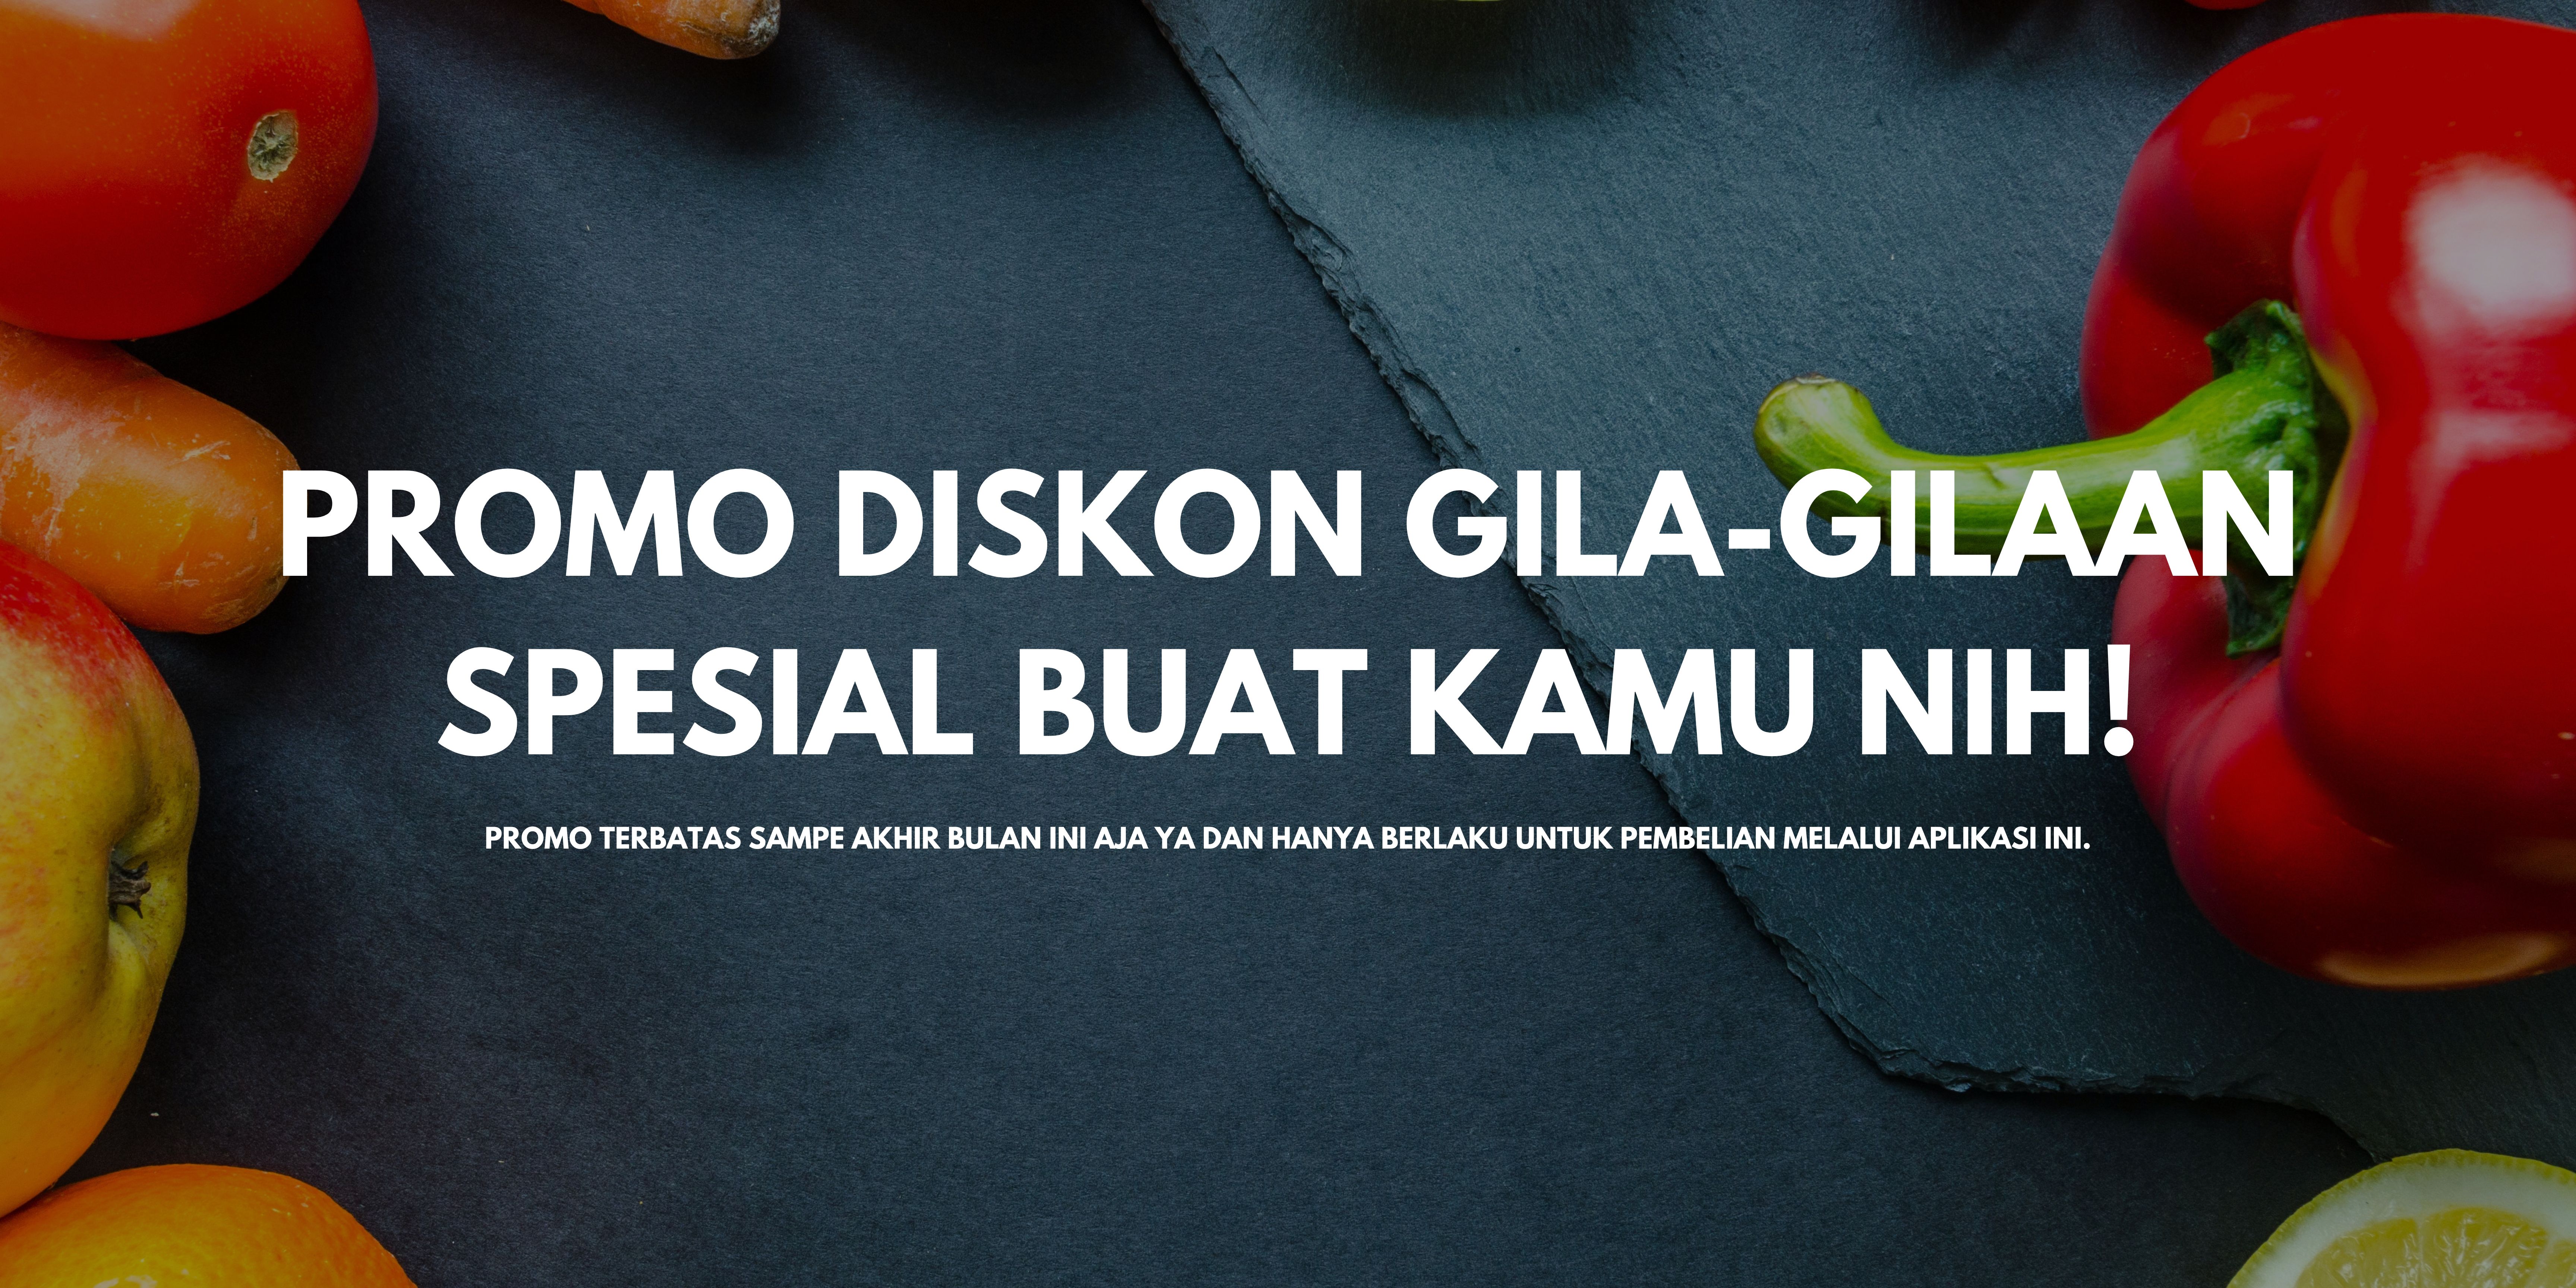 PROMO DISKON GILA-GILAAN
SPESIAL BUAT KAMU NIH!
PROMO TERBATAS SAMPE AKHIR BULAN INI AJA YA DAN HANYA BERLAKU UNTUK PEMBELIAN MELALUI APLIKASI INI.